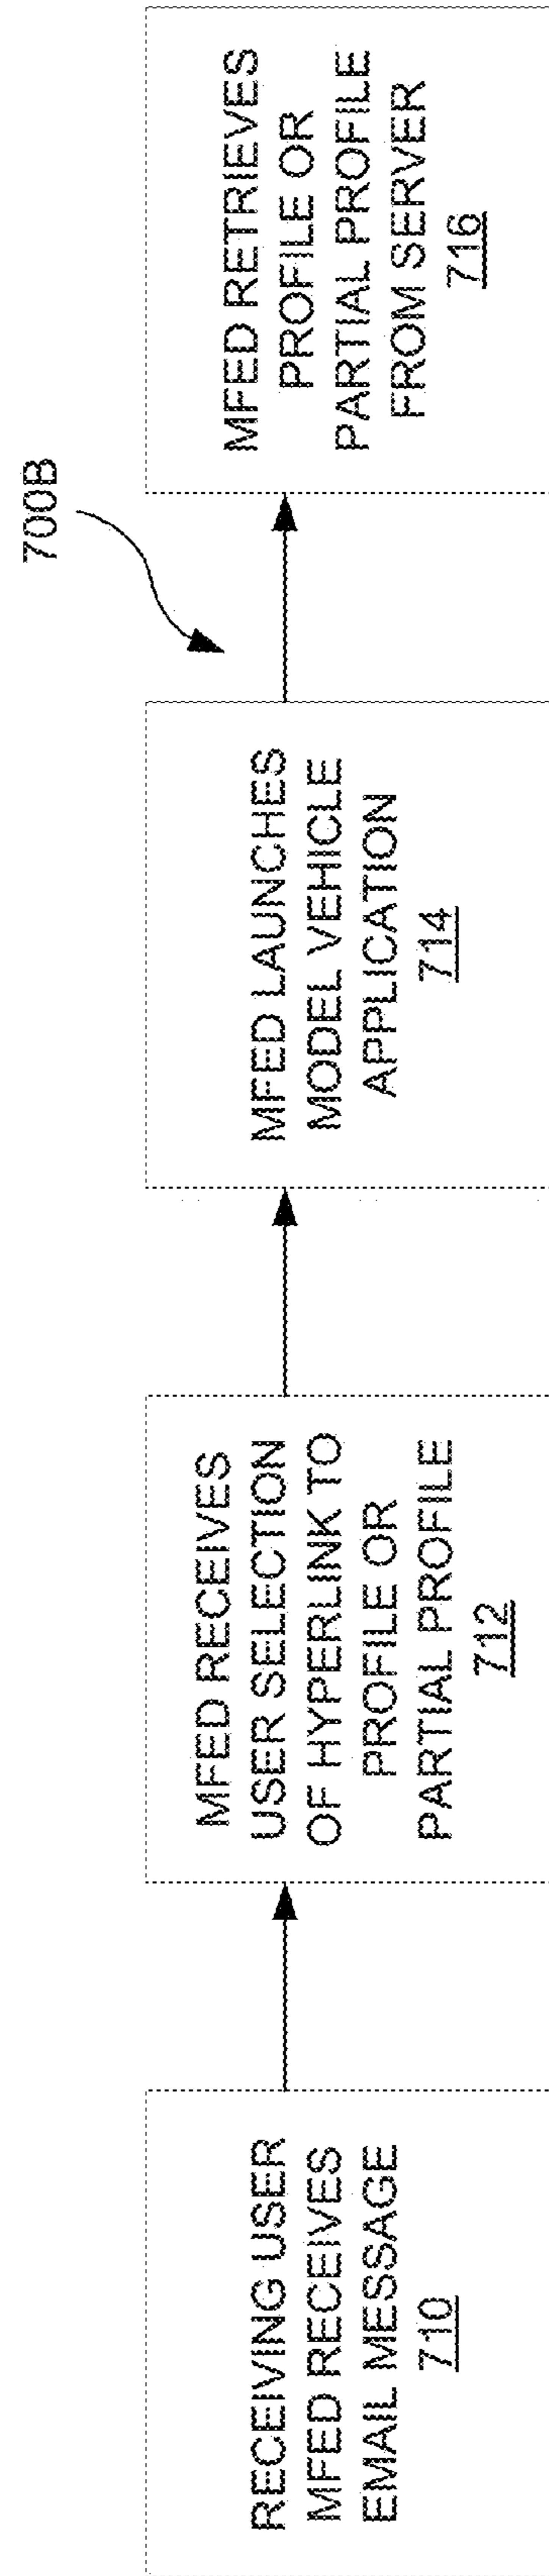 700B
RECEIVING USER
MFED RECEIVES
EMAIL MESSAGE
710
MFED RECEIVES
USER SELECTION
OF HYPERLINK TO
PROFILE OR
PARTIAL PROFILE
712
MFED LAUNCHES
MODEL VEHICLE
APPLICATION
714
MFED RETRIEVES
PROFILE OR
PARTIAL PROFILE
FROM SERVER
716